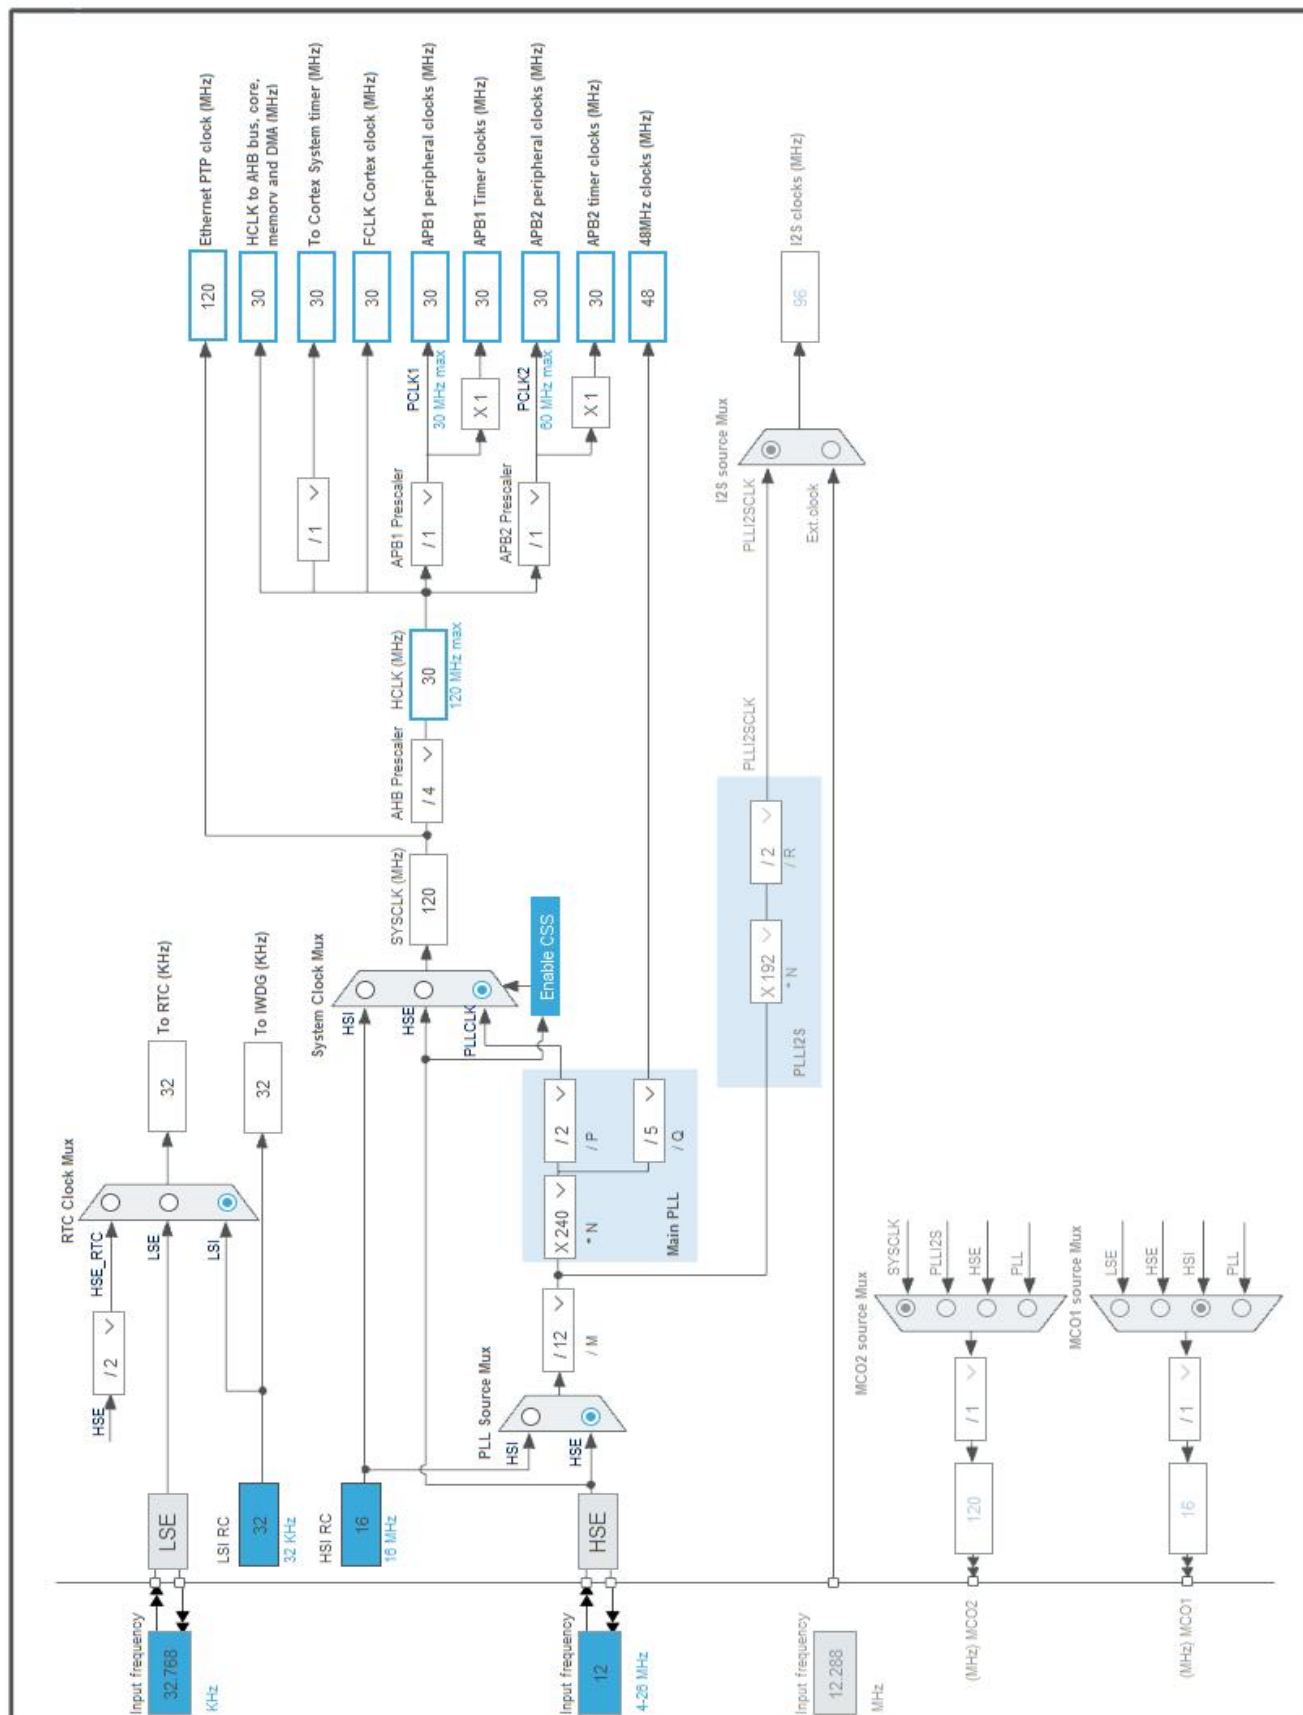 Input frequency
32.768
KHz
LSE
HSE
/ 2
HSE_RTC
LSE
LSI
RTC Clock Mux
32
To RTC (KHz)
LSI RC
32
32 KHz
32
To IWDG (KHz)
HSI RC
16
16 MHz
Input frequency
12
4-26 MHz
HSE
PLL Source Mux
HSI
HSE
/ 12
/ M
X 240
* N
/ 2
/ P
/ 5
/ Q
Main PLL
System Clock Mux
HSI
HSE
PLLCLK
Enable CSS
SYSCLK (MHz)
120
AHB Prescaler
/ 4
HCLK (MHz)
30
120 MHz max
/ 1
APB1 Prescaler
/ 1
APB2 Prescaler
/ 1
PCLK1
30 MHz max
X 1
PCLK2
60 MHz max
X 1
120
Ethernet PTP clock (MHz)
30
HCLK to AHB bus, core,
memory and DMA (MHz)
30
To Cortex System timer (MHz)
30
FCLK Cortex clock (MHz)
30
APB1 peripheral clocks (MHz)
30
APB1 Timer clocks (MHz)
30
APB2 peripheral clocks (MHz)
30
APB2 timer clocks (MHz)
48
48MHz clocks (MHz)
X 192
* N
/ 2
/ R
PLLI2S
PLLI2SCLK
PLLI2SCLK
I2S source Mux
Ext.clock
96
I2S clocks (MHz)
Input frequency
12.288
MHz
MCO2 source Mux
SYSCLK
PLLI2S
HSE
PLL
/ 1
120
(MHz) MCO2
MCO1 source Mux
LSE
HSE
HSI
PLL
/ 1
16
(MHz) MCO1